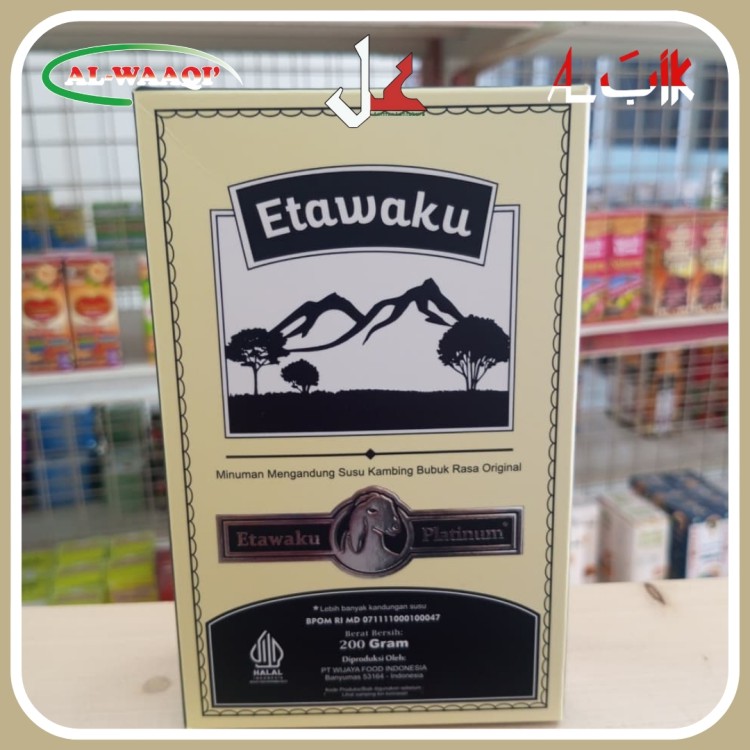 AL-WAAQI'
Etawaku
Minuman Mengandung Susu Kambing Bubuk Rasa Original
Etawaku Platinum®
*Lebih banyak kandungan susu
BPOM RI MD 071111000100047
Berat Bersih:
200 Gram
Diproduksi Oleh:
PT WIJAYA FOOD INDONESIA
Banyumas 53164 - Indonesia
HALAL
INDONESIA